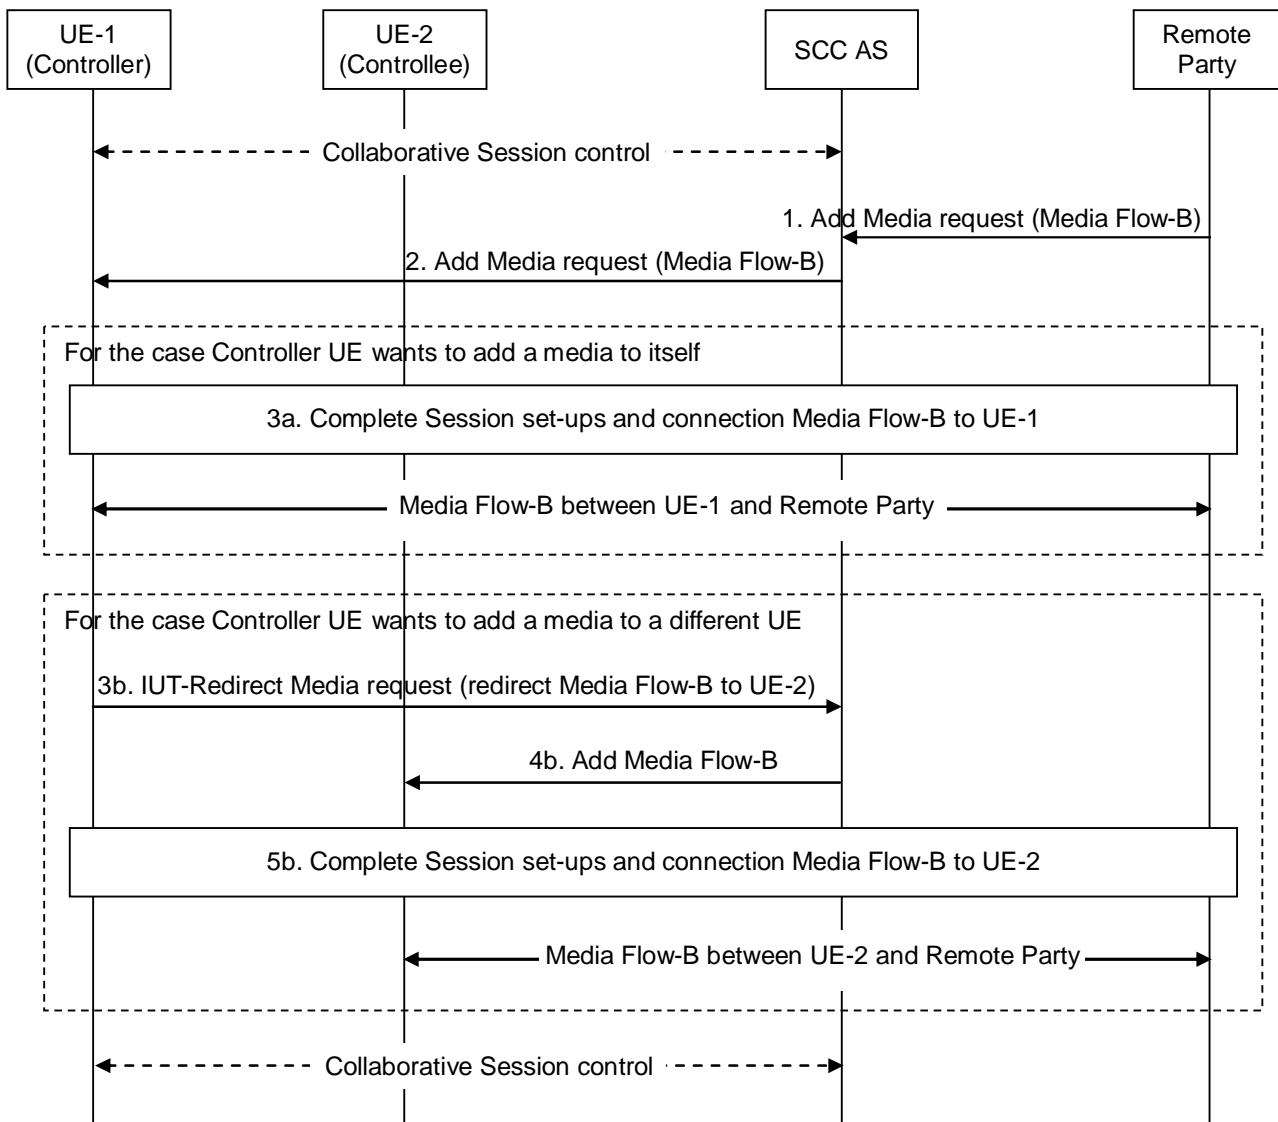 UE-1
(Controller)
UE-2
(Controllee)
SCC AS
Remote
Party
Collaborative Session control
1. Add Media request (Media Flow-B)
2. Add Media request (Media Flow-B)
For the case Controller UE wants to add a media to itself
3a. Complete Session set-ups and connection Media Flow-B to UE-1
Media Flow-B between UE-1 and Remote Party
For the case Controller UE wants to add a media to a different UE
3b. IUT-Redirect Media request (redirect Media Flow-B to UE-2)
4b. Add Media Flow-B
5b. Complete Session set-ups and connection Media Flow-B to UE-2
Media Flow-B between UE-2 and Remote Party
Collaborative Session control